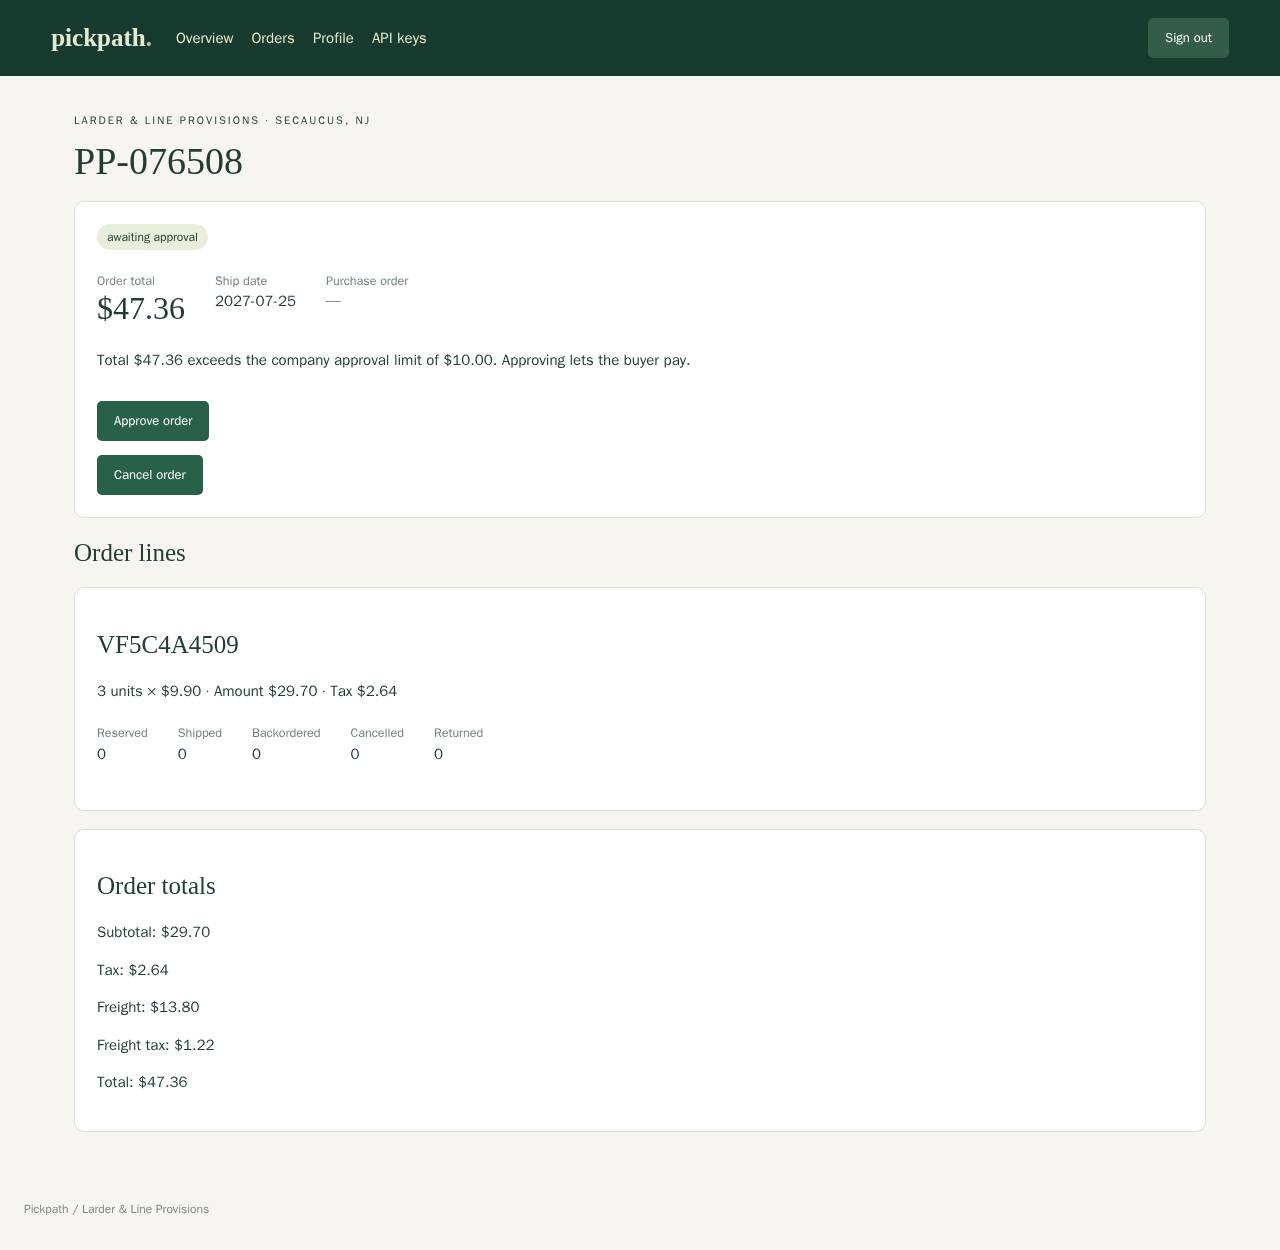 pickpath. Overview Orders Profile API keys Sign out
LARDER & LINE PROVISIONS · SECAUCUS, NJ
PP-076508
awaiting approval
Order total Ship date Purchase order
$47.36 2027-07-25 —
Total $47.36 exceeds the company approval limit of $10.00. Approving lets the buyer pay.
Approve order
Cancel order
Order lines
VF5C4A4509
3 units × $9.90 · Amount $29.70 · Tax $2.64
Reserved Shipped Backordered Cancelled Returned
0 0 0 0 0
Order totals
Subtotal: $29.70
Tax: $2.64
Freight: $13.80
Freight tax: $1.22
Total: $47.36
Pickpath / Larder & Line Provisions